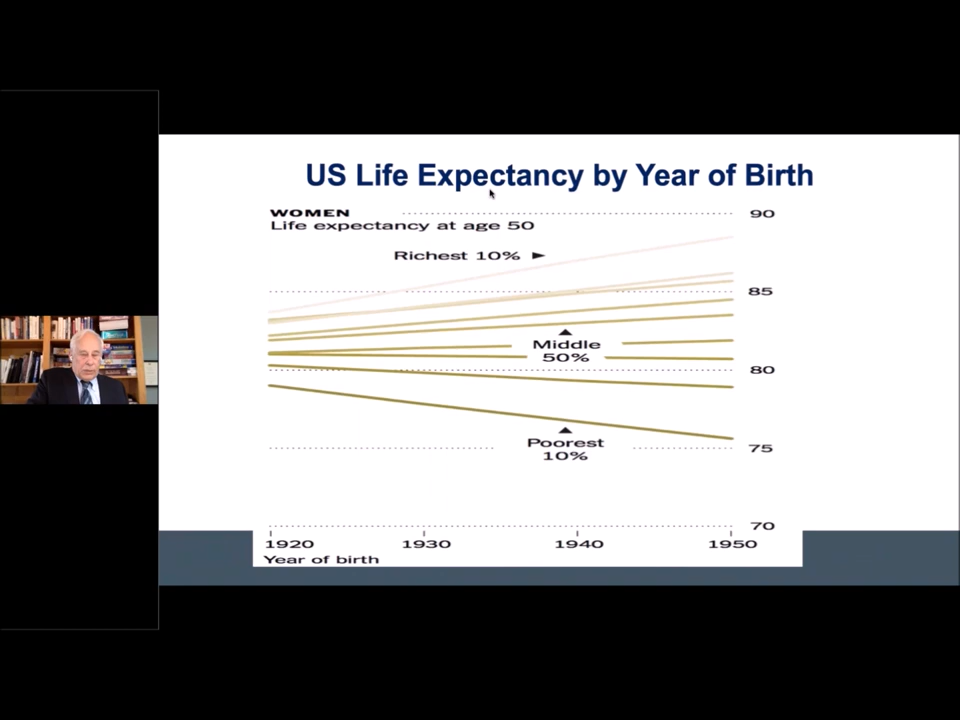 US Life Expectancy by Year of Birth
WOMEN
90
Life expectancy at age 50
Richest 10% ►
85
▲
Middle
50%
80
▲
Poorest
10%
75
70
1920 1930 1940 1950
Year of birth